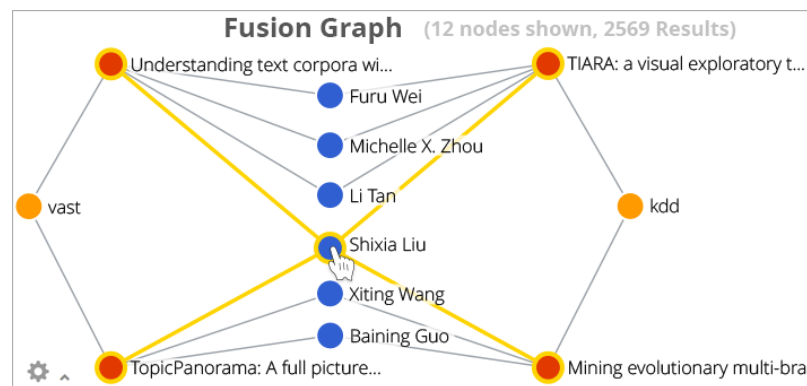 Fusion Graph (12 nodes shown, 2569 Results)
Understanding text corpora wi...
TIARA: a visual exploratory t...
Furu Wei
Michelle X. Zhou
Li Tan
vast
kdd
Shixia Liu
Xiting Wang
Baining Guo
TopicPanorama: A full picture...
Mining evolutionary multi-bra